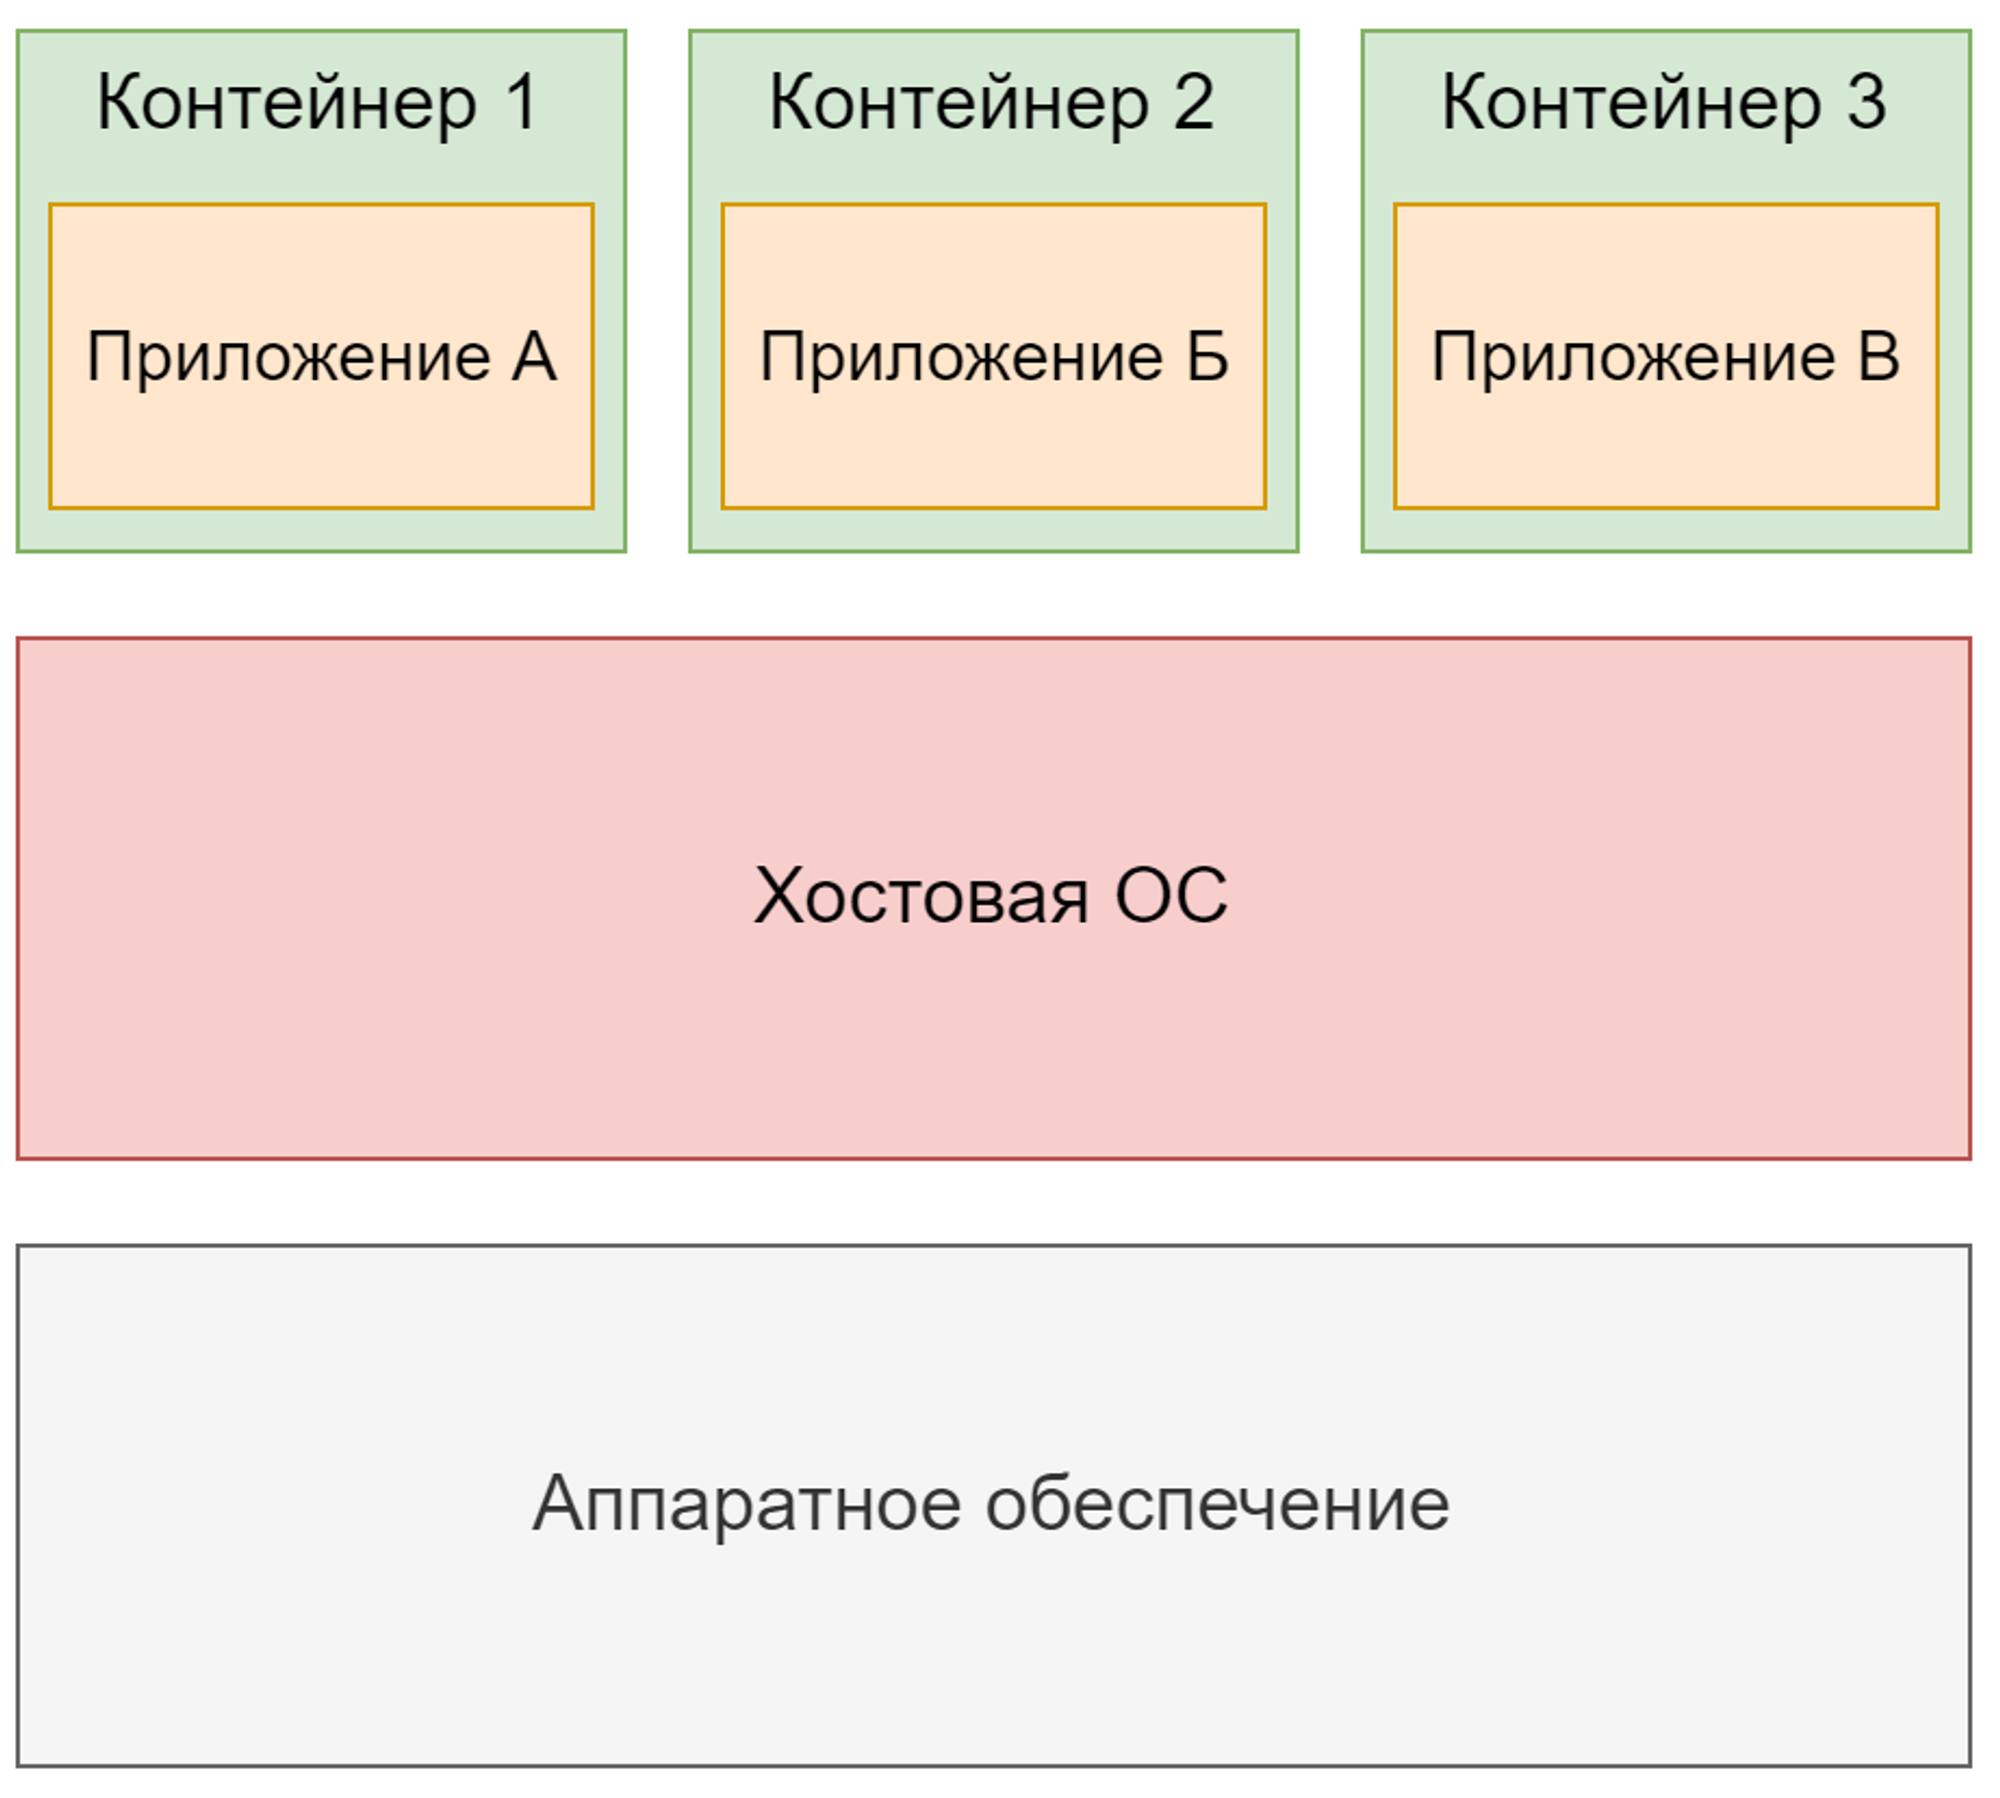 Контейнер 1
Контейнер 2
Контейнер 3
Приложение А
Приложение Б
Приложение В
Хостовая ОС
Аппаратное обеспечение